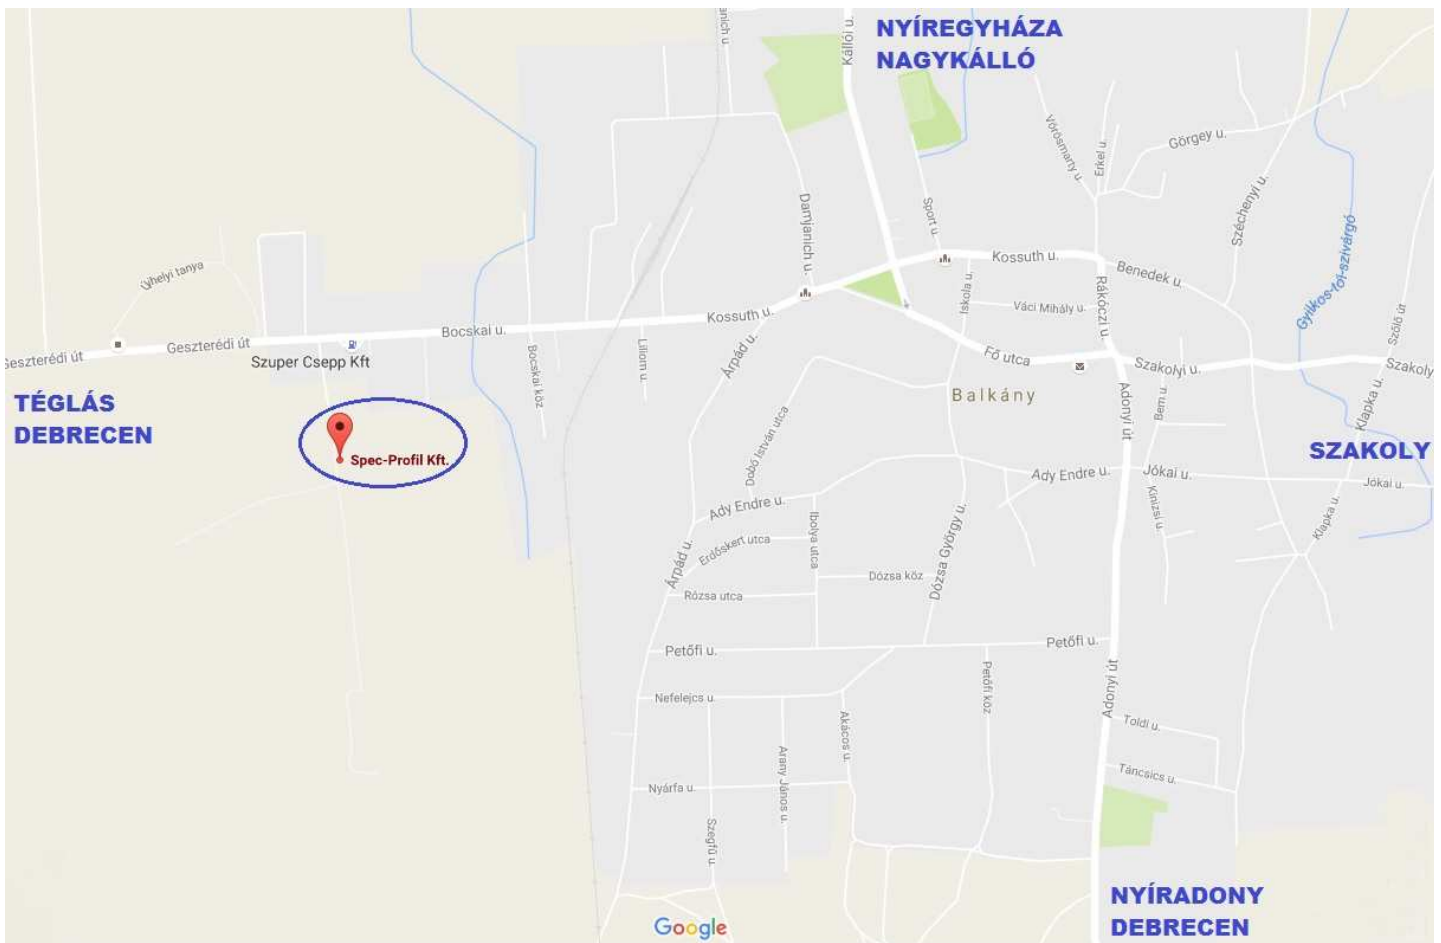 NYÍREGYHÁZA
NAGYKÁLLÓ
Kállói u.
Vörösmarty u.
Erkel u.
Görgey u.
Damjanich u.
Sport u.
Széchenyi u.
Gyilkos-tói-szivárgó
Szőlő út
Újhelyi tanya
Kossuth u.
Benedek u.
Iskola u.
Rákóczi u.
Váci Mihály u.
Kossuth u.
Bocskai u.
Geszterédi út
Geszterédi út
Szuper Csepp Kft
Bocskai köz
Liliom u.
Árpád u.
Fő utca
Szakolyi u.
Szakoly
Balkány
TÉGLÁS
DEBRECEN
Adonyi út
Bem u.
Klapka u.
Dobó István utca
Spec-Profil Kft.
SZAKOLY
Ady Endre u.
Jókai u.
Jókai u.
Kinizsi u.
Klapka u.
Ady Endre u.
Ibolya utca
Dózsa György u.
Erdőskert utca
Árpád u.
Dózsa köz
Rózsa utca
Petőfi u.
Petőfi u.
Petőfi köz
Adonyi út
Nefelejcs u.
Akácos u.
Toldi u.
Arany János u.
Táncsics u.
Nyárfa u.
Szegfű u.
NYÍRADONY
DEBRECEN
Google